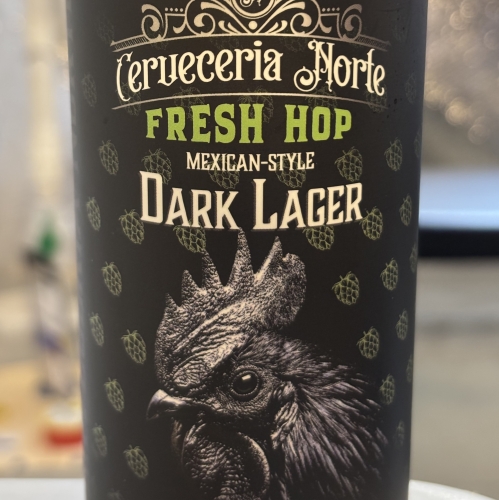 Cerveceria Norte
FRESH HOP
MEXICAN-STYLE
DARK LAGER